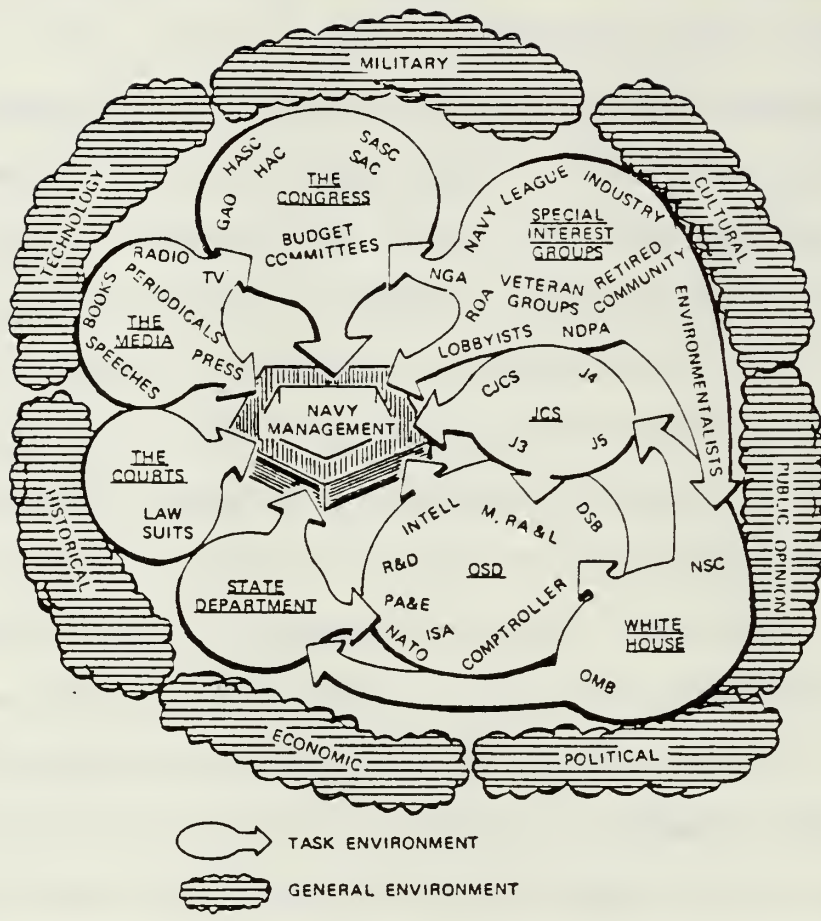 MILITARY
TECHNOLOGY
CULTURAL
HISTORICAL
PUBLIC OPINION
ECONOMIC
POLITICAL
THE
CONGRESS
GAO
HASC
HAC
SASC
SAC
BUDGET
COMMITTEES
SPECIAL
INTEREST
GROUPS
NAVY LEAGUE
INDUSTRY
NGA
ROA
VETERAN
GROUPS
RETIRED
COMMUNITY
LOBBYISTS
NDPA
ENVIRONMENTALISTS
THE
MEDIA
RADIO
TV
BOOKS
PERIODICALS
SPEECHES
PRESS
NAVY
MANAGEMENT
JCS
CJCS
J4
J3
J5
THE
COURTS
LAW
SUITS
STATE
DEPARTMENT
OSD
INTELL
M, RA & L
DSB
R&D
PA&E
NATO
ISA
COMPTROLLER
WHITE
HOUSE
NSC
OMB
TASK ENVIRONMENT
GENERAL ENVIRONMENT